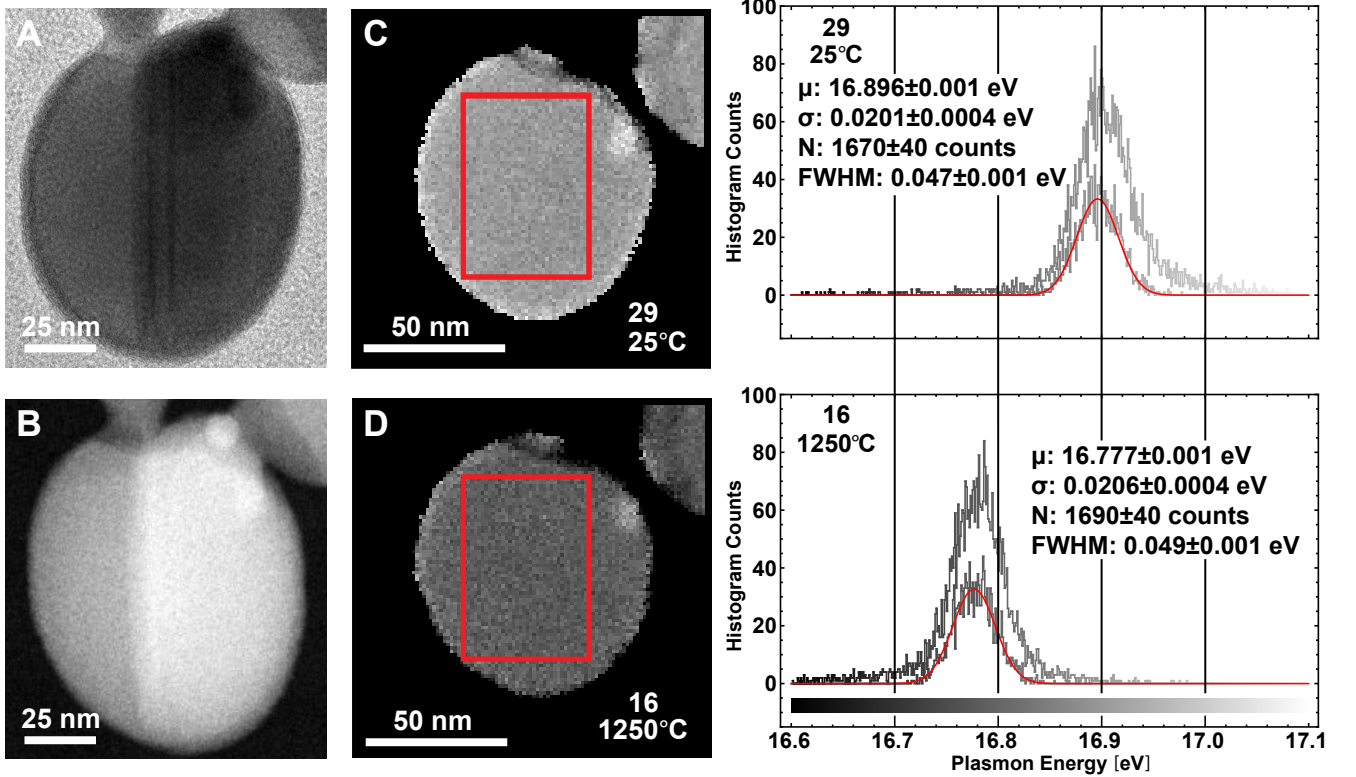 A
25 nm
B
25 nm
C
50 nm
29
25°C
D
50 nm
16
1250°C
100
80
60
40
20
0
Histogram Counts
29
25°C
μ: 16.896±0.001 eV
σ: 0.0201±0.0004 eV
N: 1670±40 counts
FWHM: 0.047±0.001 eV
100
80
60
40
20
0
Histogram Counts
16
1250°C
μ: 16.777±0.001 eV
σ: 0.0206±0.0004 eV
N: 1690±40 counts
FWHM: 0.049±0.001 eV
16.6 16.7 16.8 16.9 17.0 17.1
Plasmon Energy [eV]